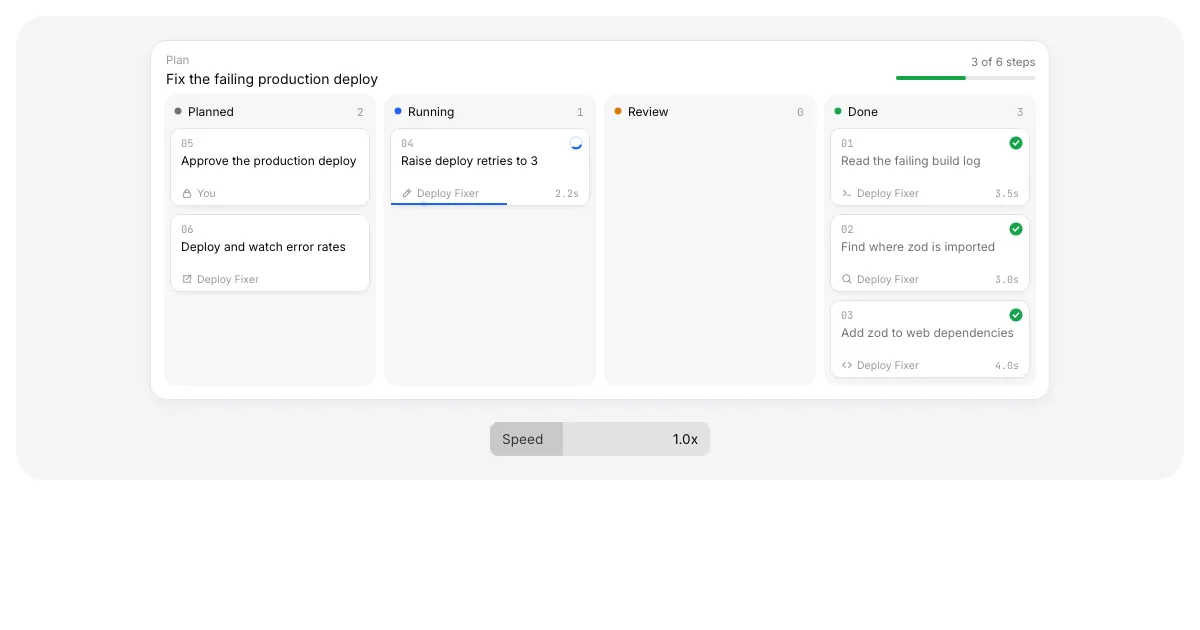 Plan
Fix the failing production deploy
3 of 6 steps
Planned 2
05
Approve the production deploy
You
06
Deploy and watch error rates
Deploy Fixer
Running 1
04
Raise deploy retries to 3
Deploy Fixer 2.2s
Review 0
Done 3
01
Read the failing build log
Deploy Fixer 3.5s
02
Find where zod is imported
Deploy Fixer 3.0s
03
Add zod to web dependencies
Deploy Fixer 4.0s
Speed 1.0x